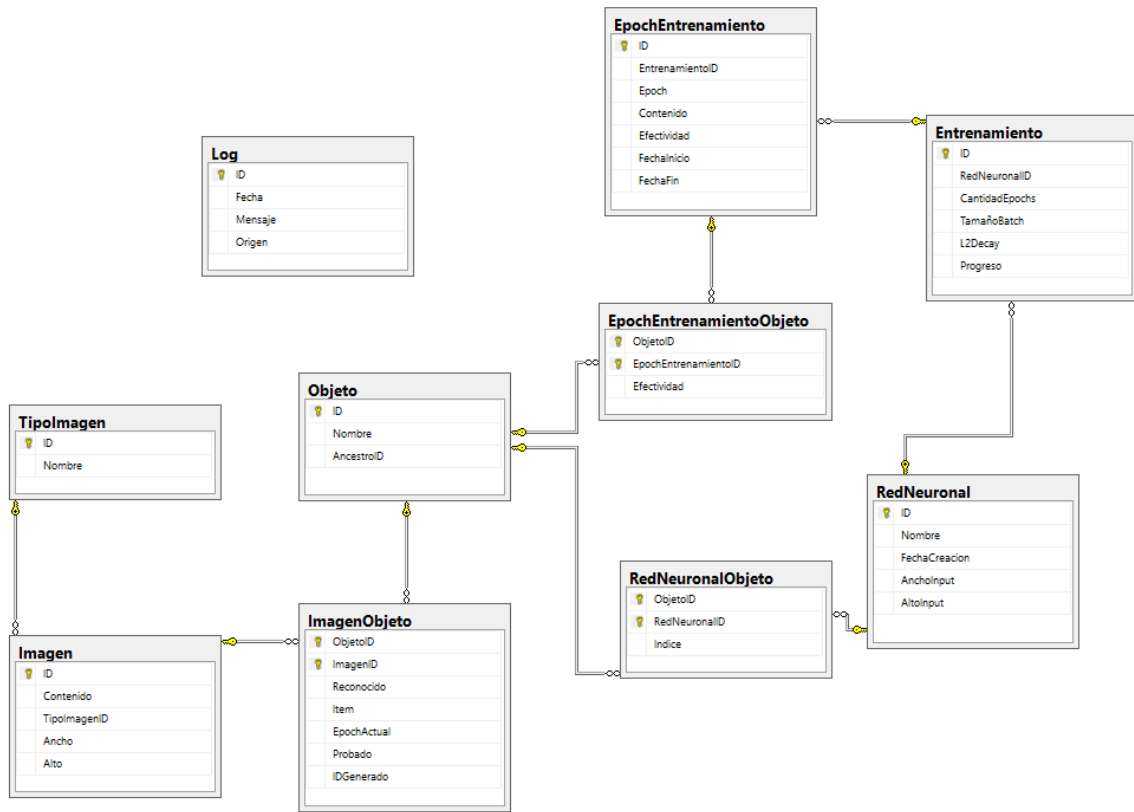 EpochEntrenamiento
ID
EntrenamientoID
Epoch
Contenido
Efectividad
FechaInicio
FechaFin
Entrenamiento
ID
RedNeuronalID
CantidadEpochs
TamañoBatch
L2Decay
Progreso
Log
ID
Fecha
Mensaje
Origen
EpochEntrenamientoObjeto
ObjetoID
EpochEntrenamientoID
Efectividad
Objeto
ID
Nombre
AncestroID
TipoImagen
ID
Nombre
RedNeuronal
ID
Nombre
FechaCreacion
AnchoInput
AltoInput
RedNeuronalObjeto
ObjetoID
RedNeuronalID
Indice
ImagenObjeto
ObjetoID
ImagenID
Reconocido
Item
EpochActual
Probado
IDGenerado
Imagen
ID
Contenido
TipoImagenID
Ancho
Alto